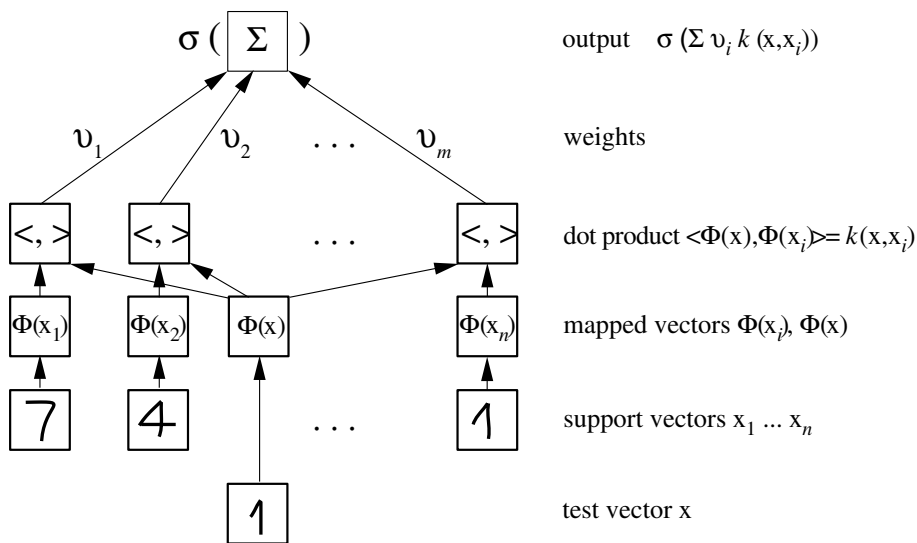 σ ( Σ ) output σ (Σ υ_i k (x,x_i))
υ_1 υ_2 . . . υ_m weights
<, > <, > . . . <, > dot product <Φ(x),Φ(x_i)>= k(x,x_i)
Φ(x_1) Φ(x_2) Φ(x) Φ(x_n) mapped vectors Φ(x_i), Φ(x)
7 4 . . . 1 support vectors x_1 ... x_n
1 test vector x